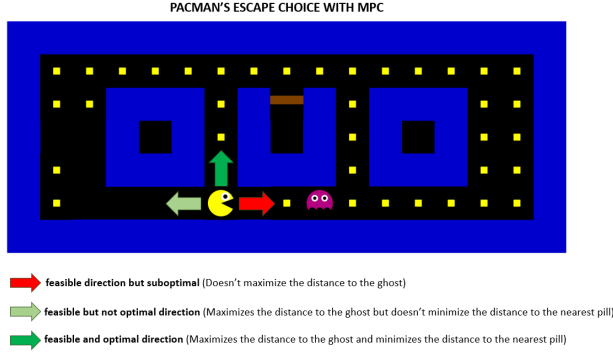 PACMAN'S ESCAPE CHOICE WITH MPC
feasible direction but suboptimal (Doesn't maximize the distance to the ghost)
feasible but not optimal direction (Maximizes the distance to the ghost but doesn't minimize the distance to the nearest pill)
feasible and optimal direction (Maximizes the distance to the ghost and minimizes the distance to the nearest pill)